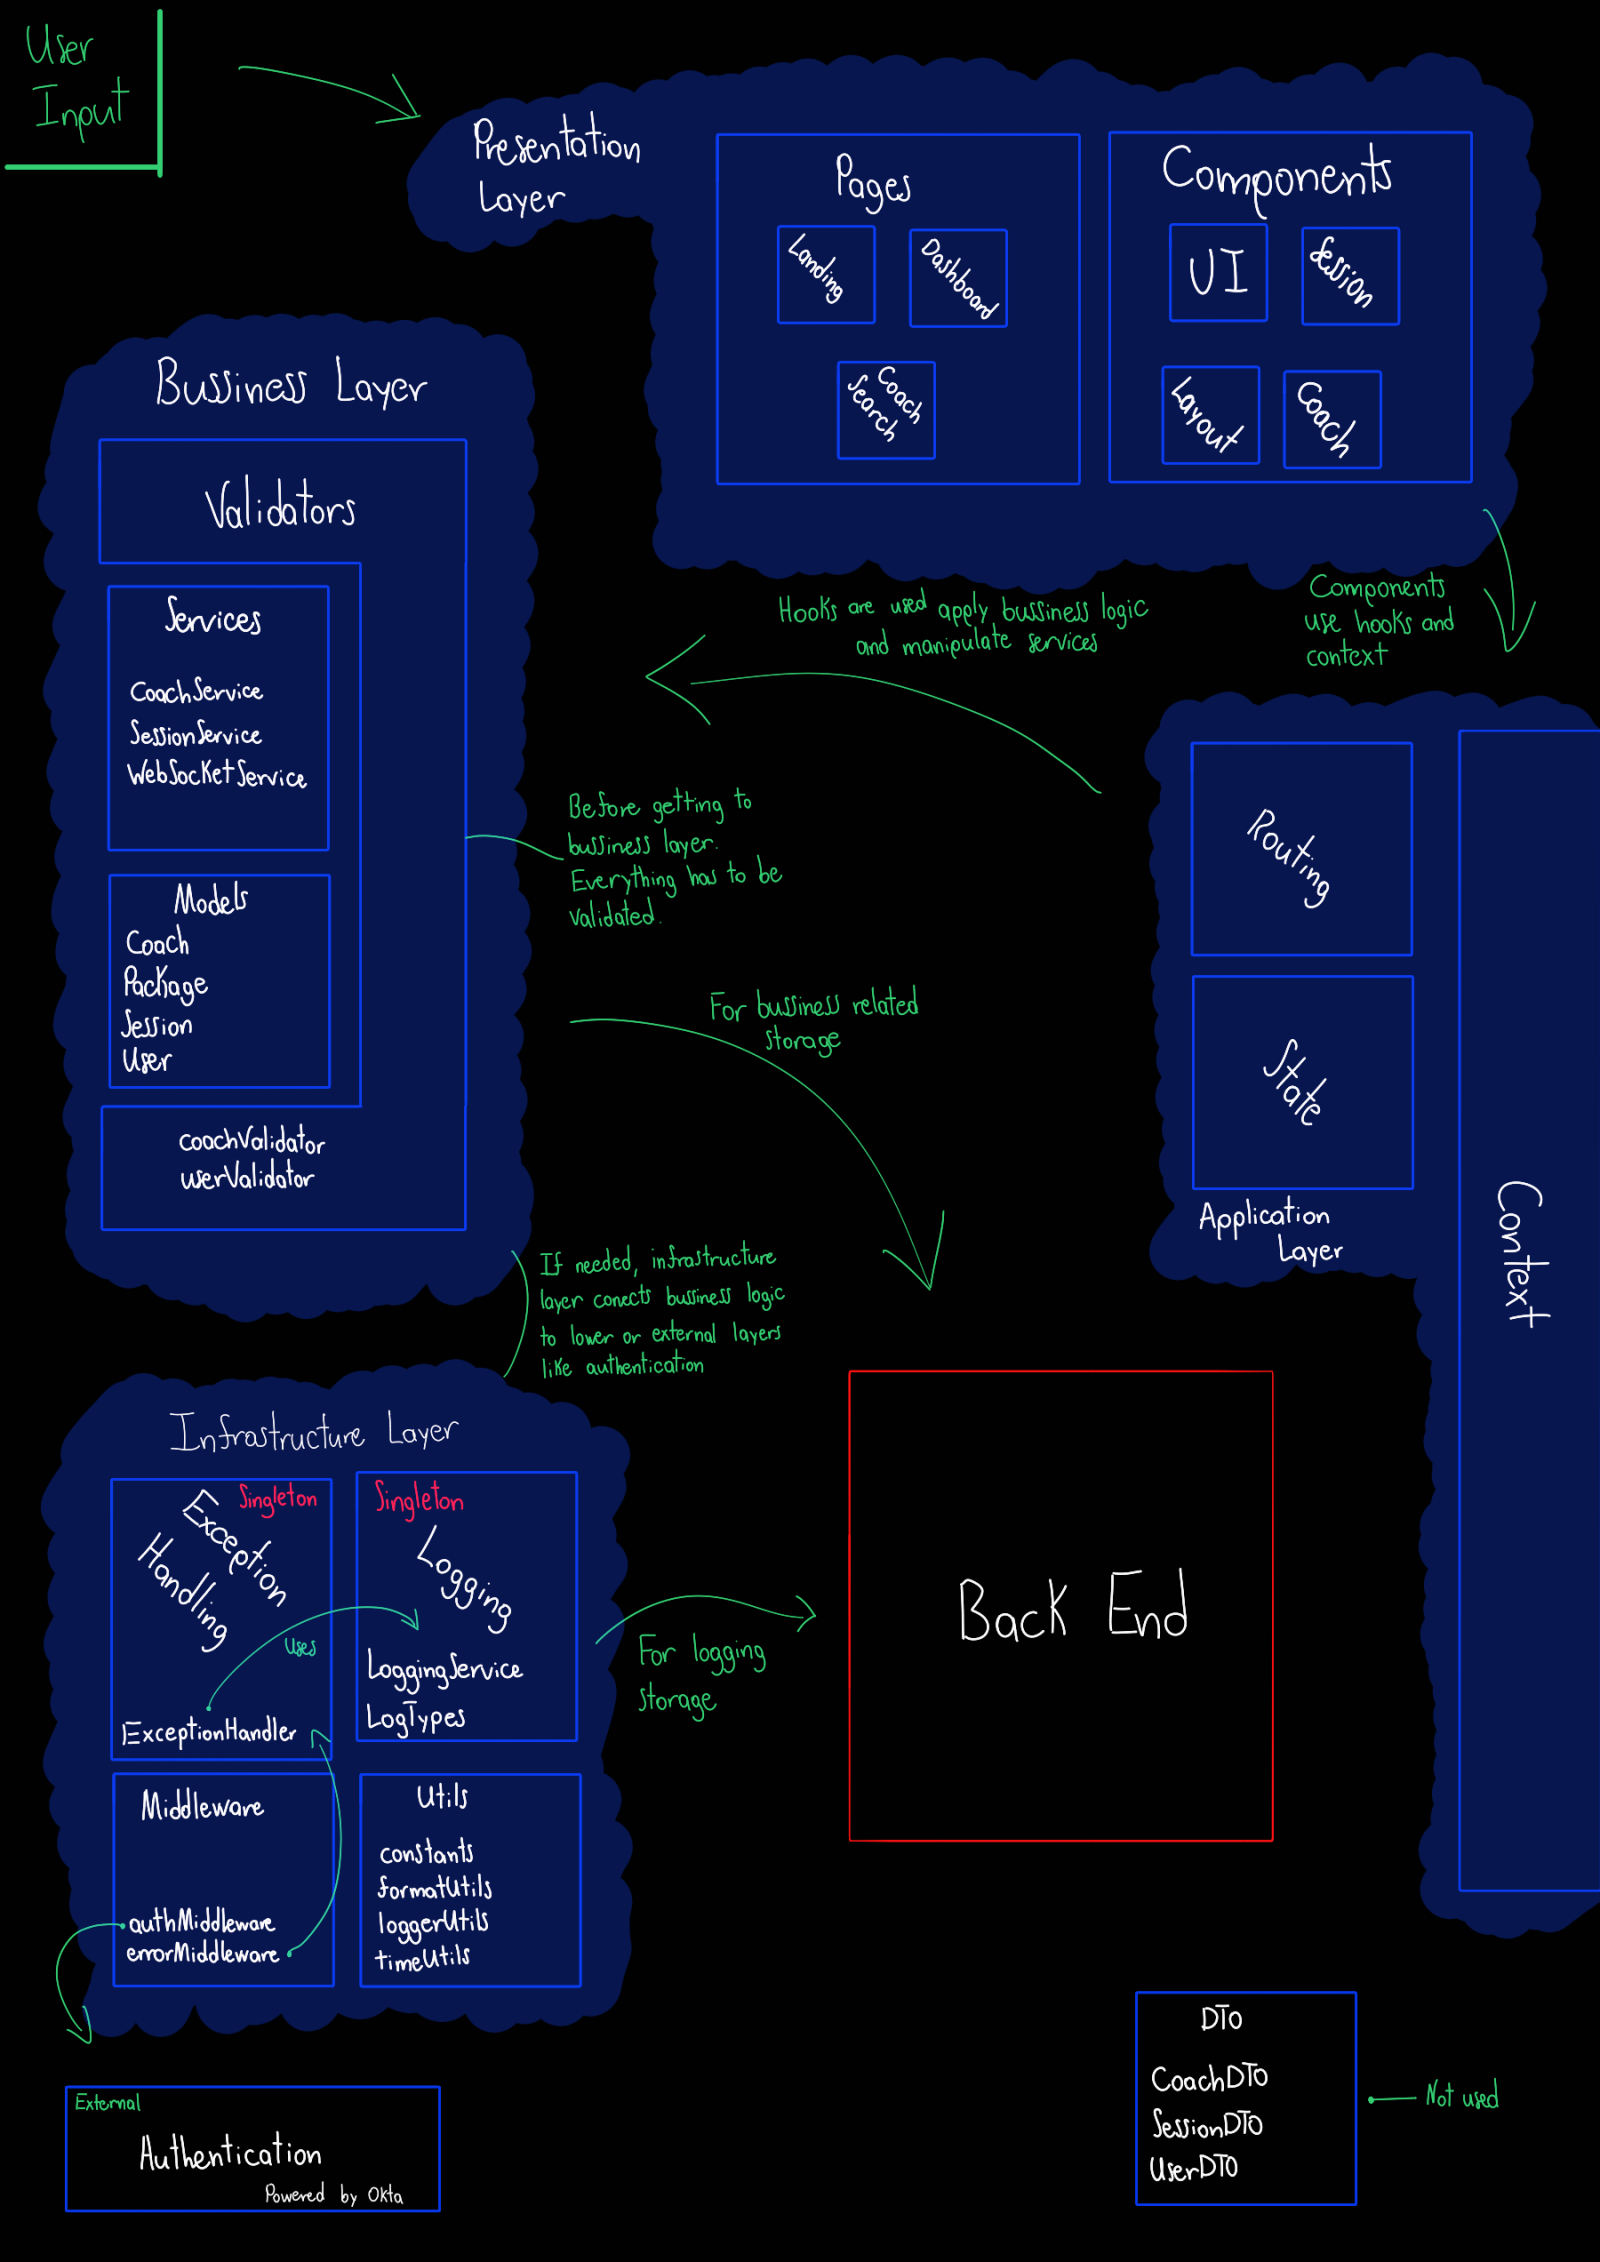 User
Input
Presentation
Layer
Pages
Landing
Dashboard
Coach
Search
Components
UI
Session
Layout
Coach
Components
use hooks and
context
Hooks are used apply bussiness logic
and manipulate services
Bussiness Layer
Validators
Services
CoachService
SessionService
WebSocketService
Models
Coach
Package
Session
User
coachValidator
userValidator
Before getting to
bussiness layer.
Everything has to be
validated.
For bussiness related
storage
Routing
State
Application
Layer
Context
If needed, infrastructure
layer conects bussiness logic
to lower or external layers
like authentication
Infrastructure Layer
Singleton
Exception
Handling
uses
ExceptionHandler
Singleton
Logging
LoggingService
LogTypes
For logging
storage
Back End
Middleware
authMiddleware
errorMiddleware
Utils
constants
formatUtils
loggerUtils
timeUtils
External
Authentication
Powered by Okta
DTO
CoachDTO
SessionDTO
UserDTO
Not used